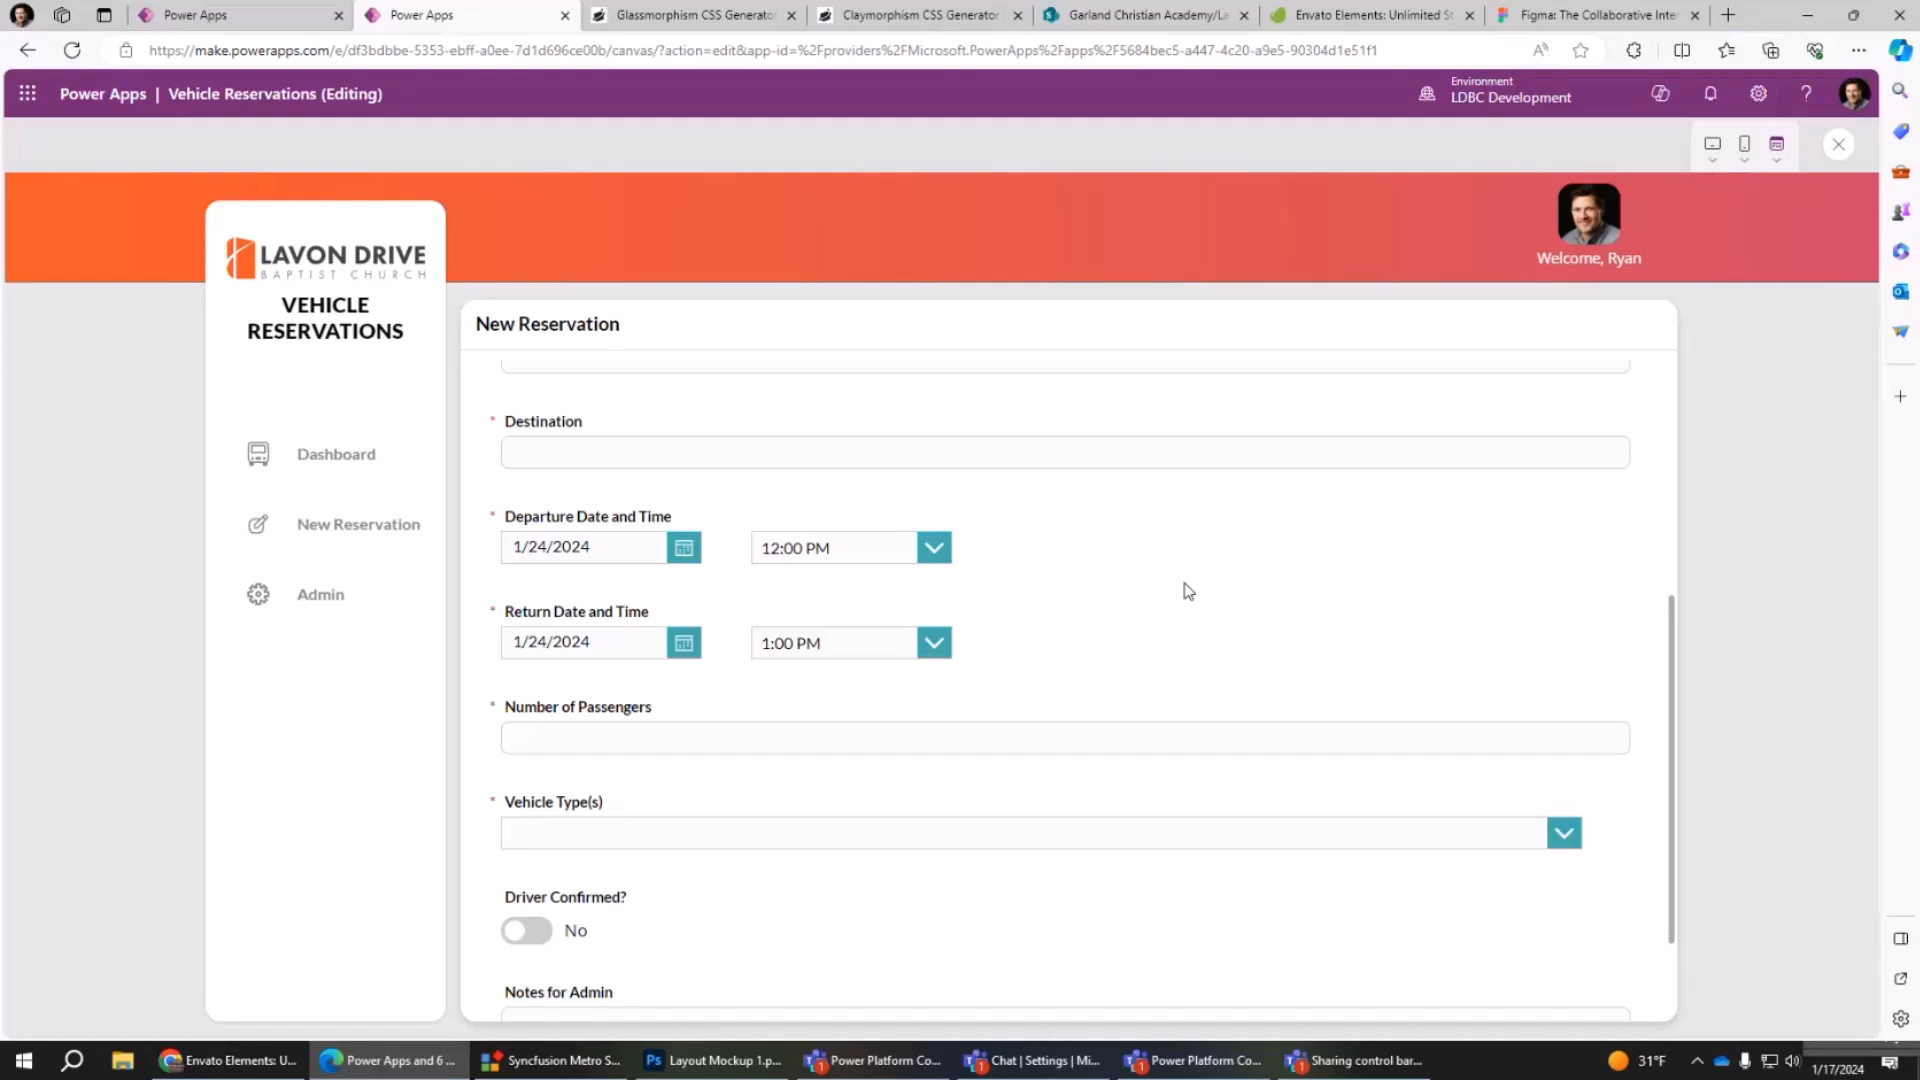 Power Apps
Power Apps
Glassmorphism CSS Generator
Claymorphism CSS Generator
Garland Christian Academy/La
Envato Elements: Unlimited St
Figma: The Collaborative Inter
https://make.powerapps.com/e/df3bdbbe-5353-ebff-a0ee-7d1d696ce00b/canvas/?action=edit&app-id=%2Fproviders%2FMicrosoft.PowerApps%2Fapps%2F5684bec5-a447-4c20-a9e5-90304d1e51f1
Power Apps | Vehicle Reservations (Editing)
Environment
LDBC Development
LAVON DRIVE
BAPTIST CHURCH
VEHICLE
RESERVATIONS
Welcome, Ryan
Dashboard
New Reservation
Admin
New Reservation
* Destination
* Departure Date and Time
1/24/2024
12:00 PM
* Return Date and Time
1/24/2024
1:00 PM
* Number of Passengers
* Vehicle Type(s)
Driver Confirmed?
No
Notes for Admin
Envato Elements: U...
Power Apps and 6 ...
Syncfusion Metro S...
Ps Layout Mockup 1.p...
Power Platform Co...
Chat | Settings | Mi...
Power Platform Co...
Sharing control bar...
31°F
1/17/2024